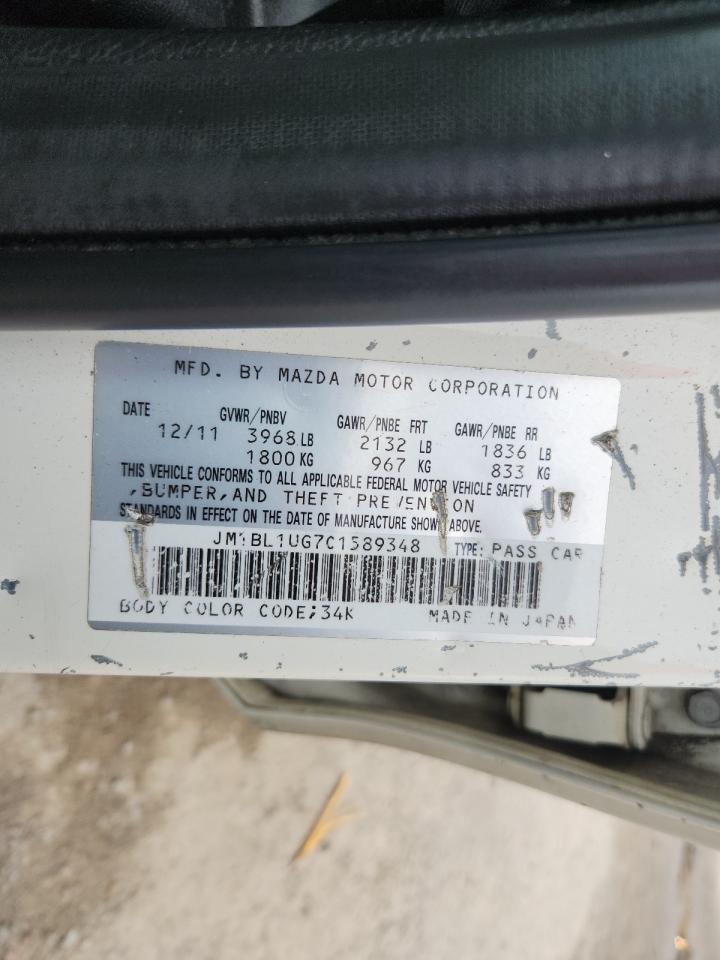 MFD. BY MAZDA MOTOR CORPORATION
DATE GVWR/PNBV GAWR/PNBE FRT GAWR/PNBE RR
12/11 3968 LB 2132 LB 1836 LB
1800 KG 967 KG 833 KG
THIS VEHICLE CONFORMS TO ALL APPLICABLE FEDERAL MOTOR VEHICLE SAFETY
,BUMPER,AND THEFT PREVENTION
STANDARDS IN EFFECT ON THE DATE OF MANUFACTURE SHOWN ABOVE.
JM1BL1UG7C1589348 TYPE: PASS CAR
BODY COLOR CODE;34K MADE IN JAPAN